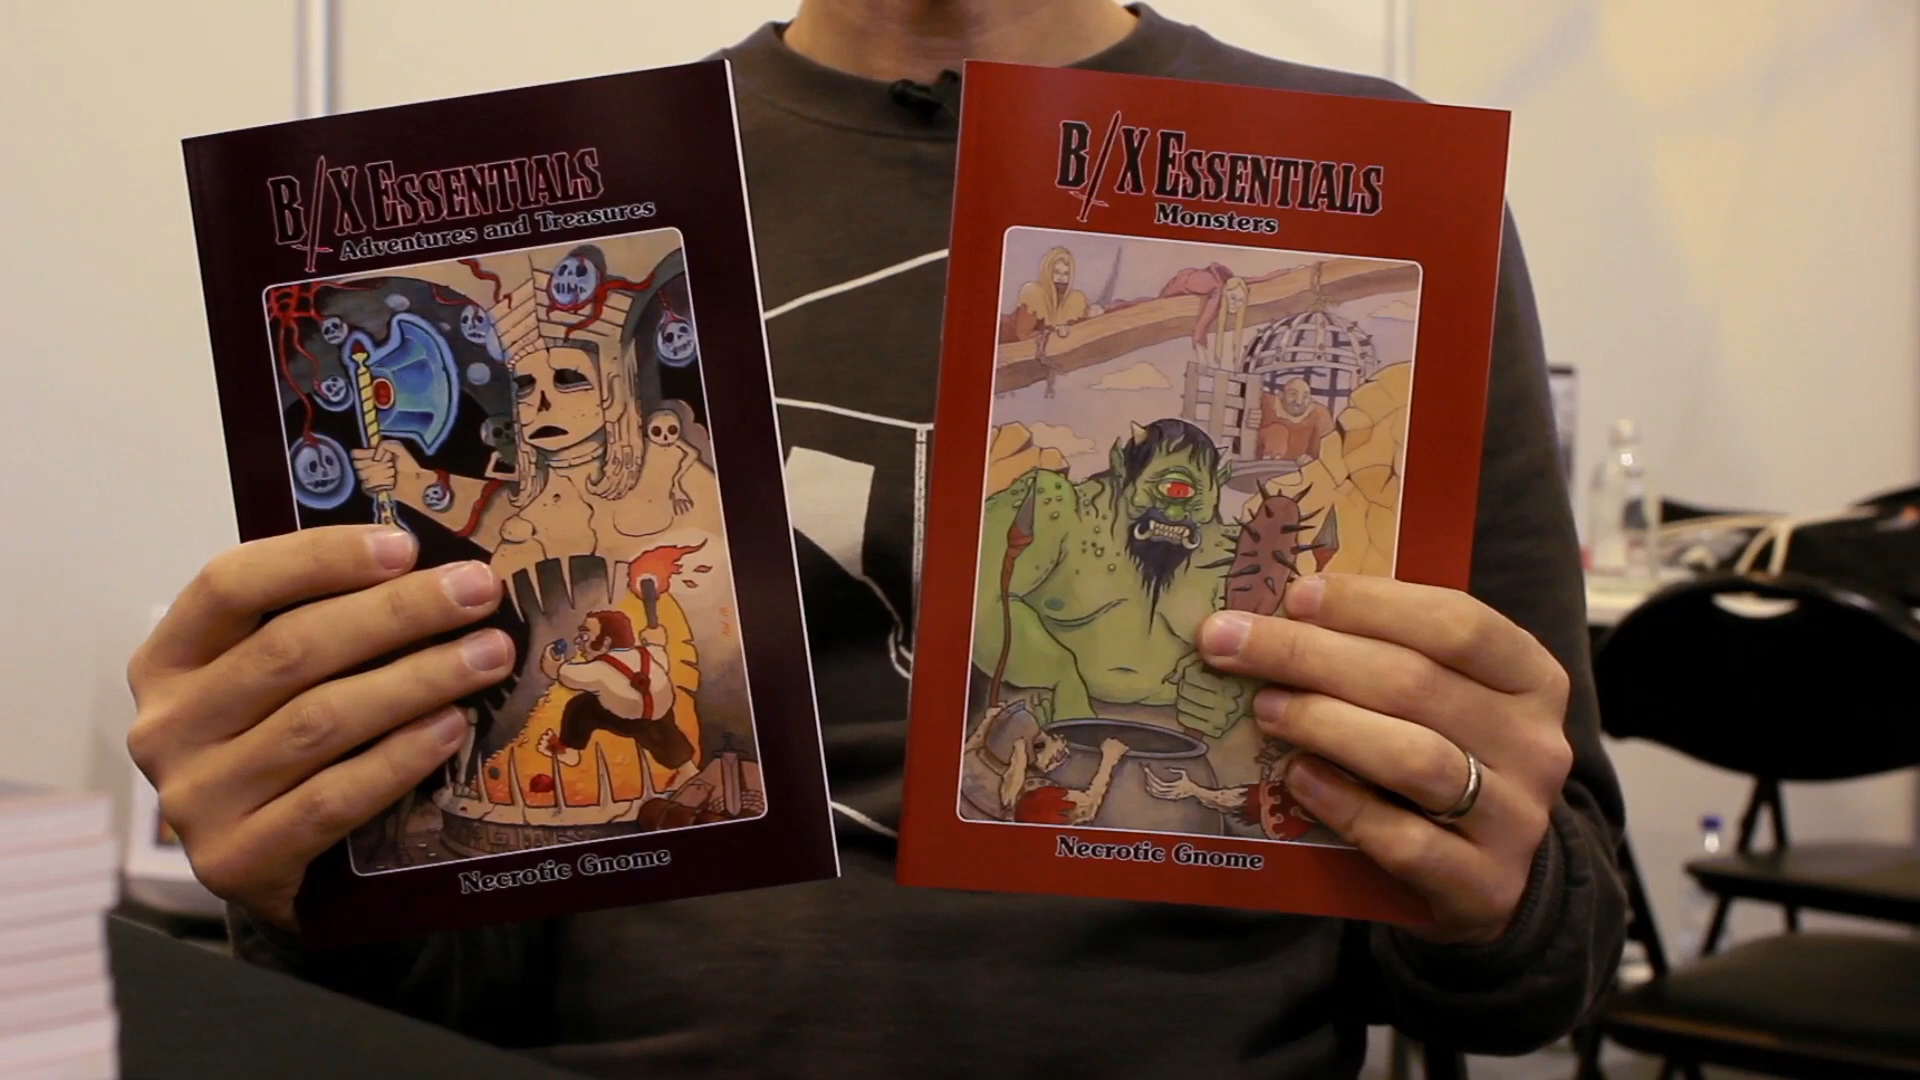 B/X ESSENTIALS
Adventures and Treasures
Necrotic Gnome
B/X ESSENTIALS
Monsters
Necrotic Gnome